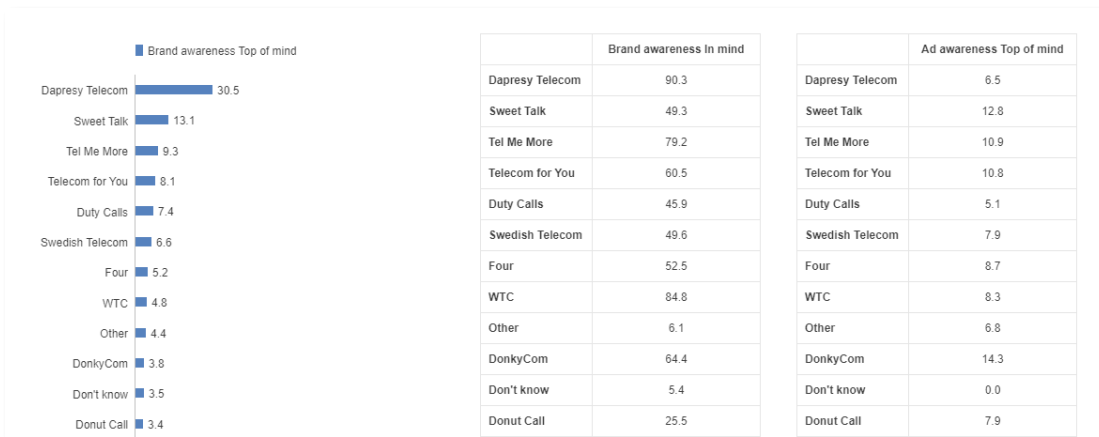 Brand awareness Top of mind
Dapresy Telecom 30.5
Sweet Talk 13.1
Tel Me More 9.3
Telecom for You 8.1
Duty Calls 7.4
Swedish Telecom 6.6
Four 5.2
WTC 4.8
Other 4.4
DonkyCom 3.8
Don't know 3.5
Donut Call 3.4
Brand awareness In mind
Dapresy Telecom 90.3
Sweet Talk 49.3
Tel Me More 79.2
Telecom for You 60.5
Duty Calls 45.9
Swedish Telecom 49.6
Four 52.5
WTC 84.8
Other 6.1
DonkyCom 64.4
Don't know 5.4
Donut Call 25.5
Ad awareness Top of mind
Dapresy Telecom 6.5
Sweet Talk 12.8
Tel Me More 10.9
Telecom for You 10.8
Duty Calls 5.1
Swedish Telecom 7.9
Four 8.7
WTC 8.3
Other 6.8
DonkyCom 14.3
Don't know 0.0
Donut Call 7.9